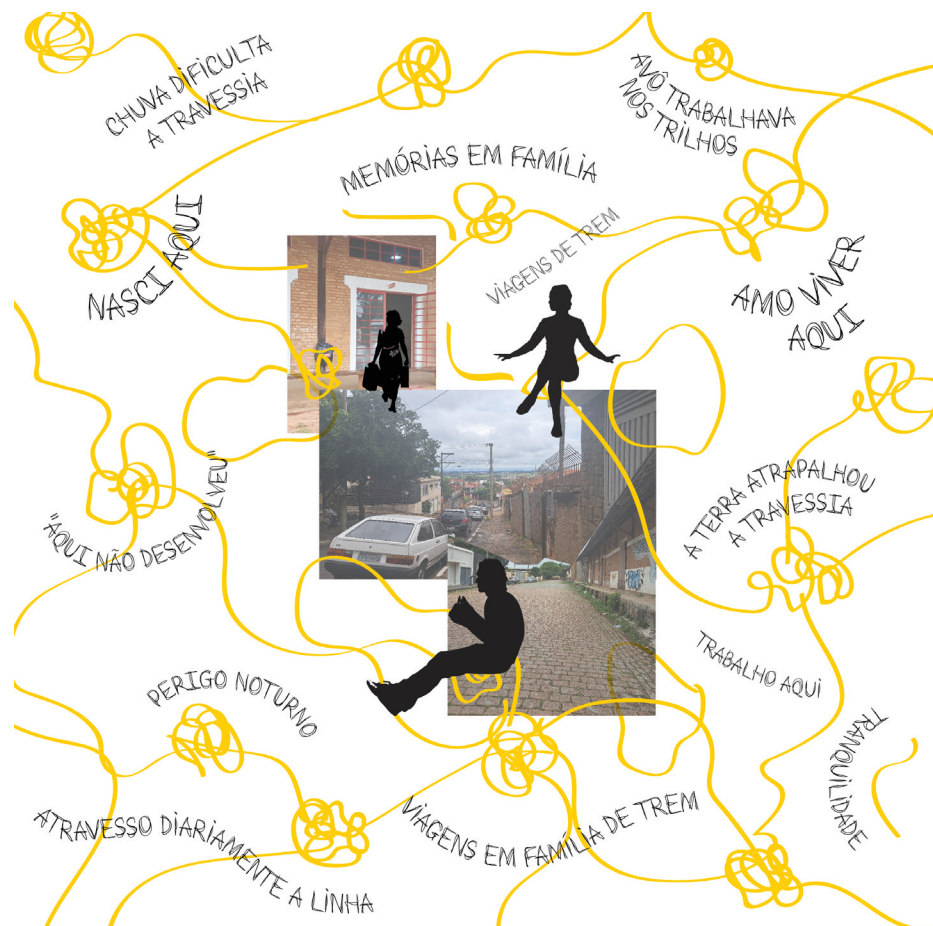 CHUVA DIFICULTA
A TRAVESSIA
AVÔ TRABALHAVA
NOS TRILHOS
MEMÓRIAS EM FAMÍLIA
NASCI AQUI
VIAGENS DE TREM
AMO VIVER
AQUI
"AQUI NÃO DESENVOLVEU"
A TERRA ATRAPALHOU
A TRAVESSIA
TRABALHO AQUI
PERIGO NOTURNO
TRANQUILIDADE
ATRAVESSO DIARIAMENTE A LINHA
VIAGENS EM FAMÍLIA DE TREM